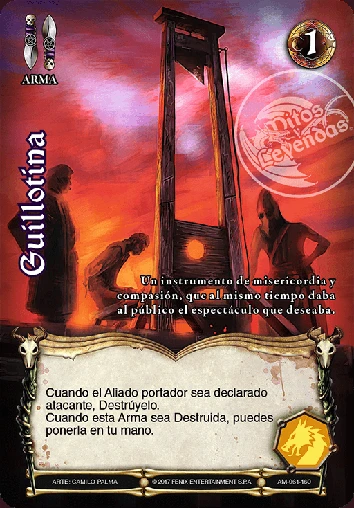 1
ARMA
Mitos
y
Leyendas
Guillotina
Un instrumento de misericordia y
compasión, que al mismo tiempo daba
al público el espectáculo que deseaba.
Cuando el Aliado portador sea declarado
atacante, Destrúyelo.
Cuando esta Arma sea Destruida, puedes
ponerla en tu mano.
ARTE: CAMILO PALMA
©2017 FENIX ENTERTAINMENT S.P.A.